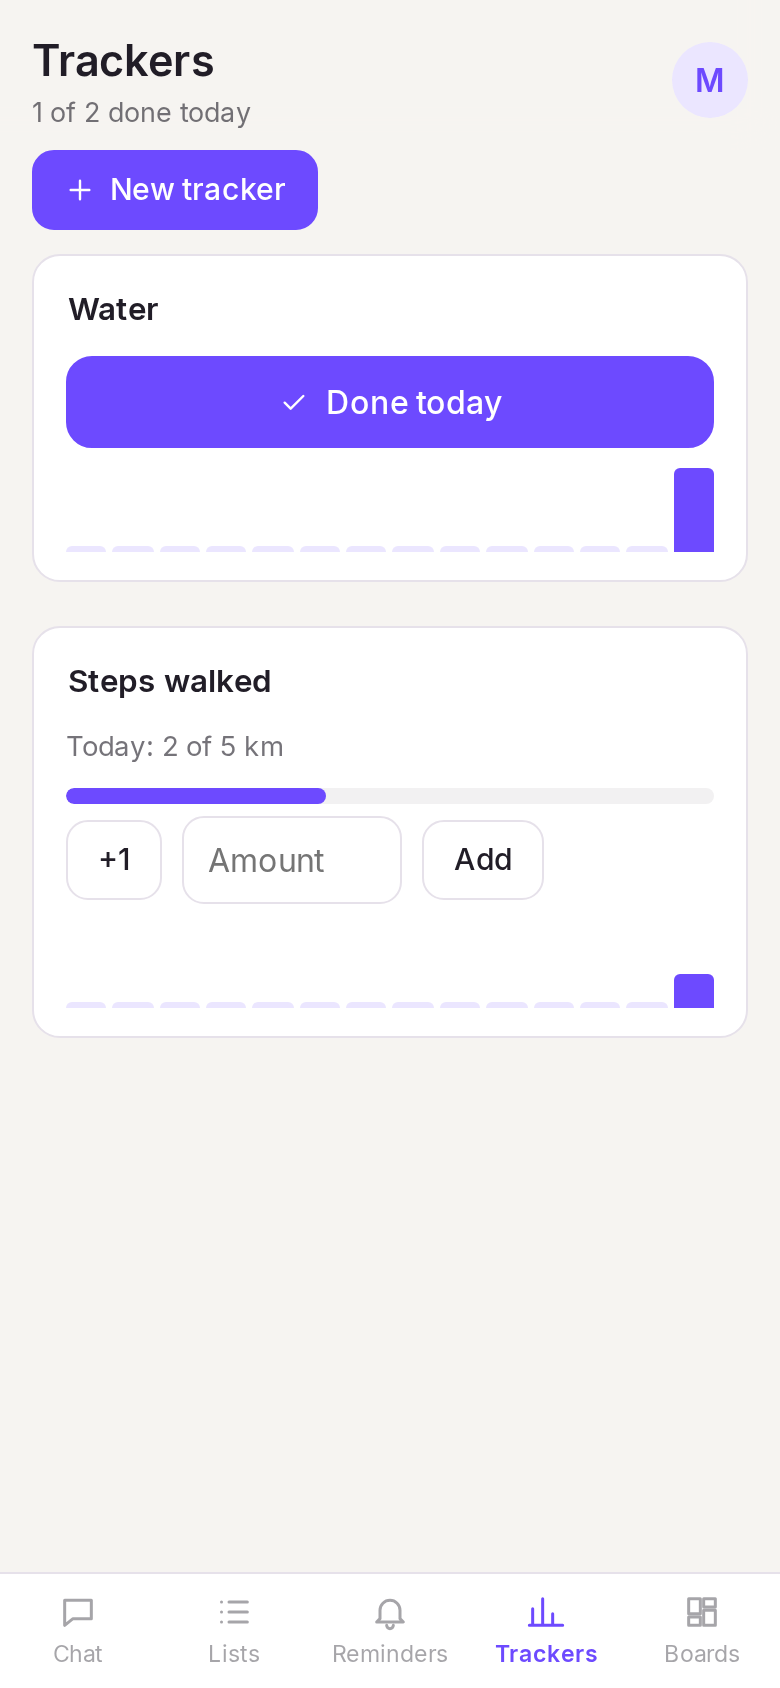 Trackers
1 of 2 done today
M
New tracker
Water
Done today
Steps walked
Today: 2 of 5 km
+1
Amount
Add
Chat
Lists
Reminders
Trackers
Boards